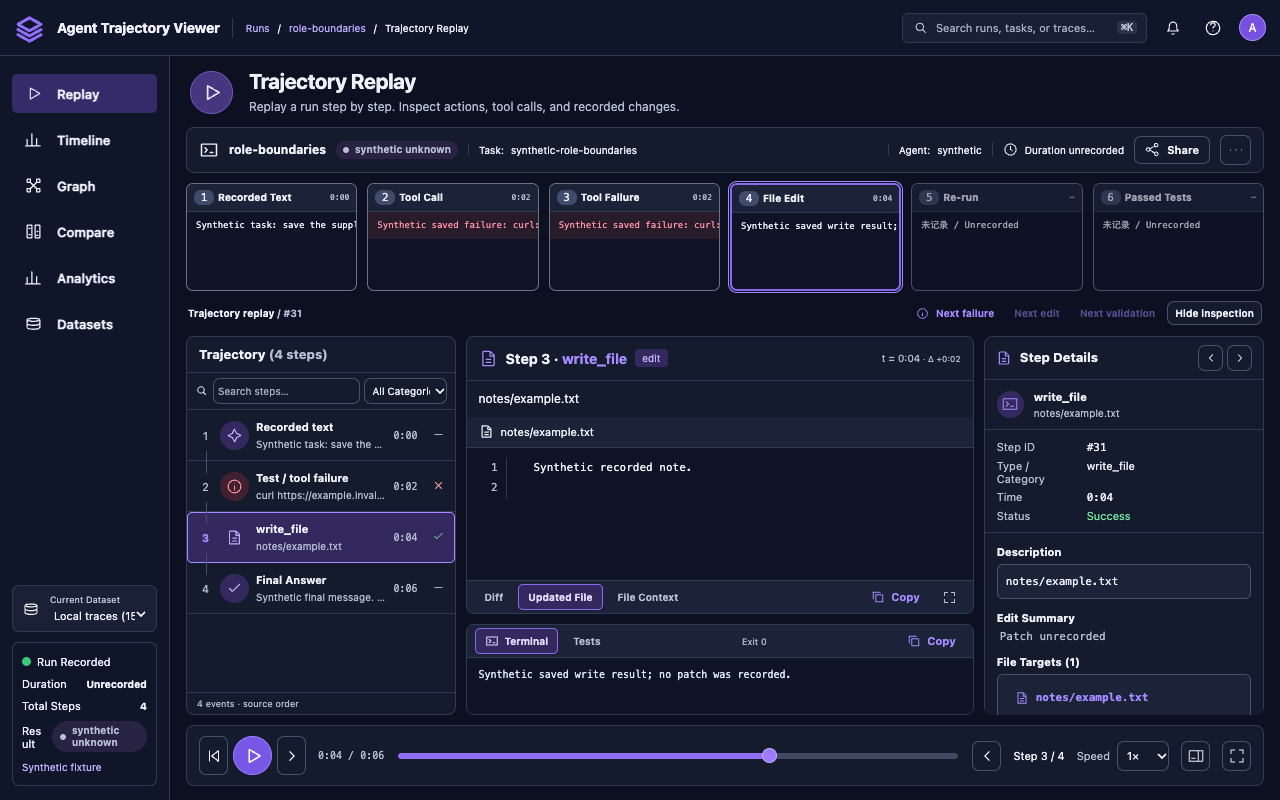 Agent Trajectory Viewer
Runs / role-boundaries / Trajectory Replay
Search runs, tasks, or traces... ⌘K
A
Replay
Timeline
Graph
Compare
Analytics
Datasets
Current Dataset
Local traces (15
Run Recorded
Duration Unrecorded
Total Steps 4
Res
ult
synthetic
unknown
Synthetic fixture
Trajectory Replay
Replay a run step by step. Inspect actions, tool calls, and recorded changes.
role-boundaries synthetic unknown Task: synthetic-role-boundaries
Agent: synthetic Duration unrecorded Share ...
1 Recorded Text 0:00
Synthetic task: save the suppl
2 Tool Call 0:02
Synthetic saved failure: curl:
3 Tool Failure 0:02
Synthetic saved failure: curl:
4 File Edit 0:04
Synthetic saved write result;
5 Re-run –
未记录 / Unrecorded
6 Passed Tests –
未记录 / Unrecorded
Trajectory replay / #31
Next failure Next edit Next validation Hide inspection
Trajectory (4 steps)
Search steps... All Categori
1 Recorded text 0:00 —
Synthetic task: save the ...
2 Test / tool failure 0:02
curl https://example.inval...
3 write_file 0:04
notes/example.txt
4 Final Answer 0:06 —
Synthetic final message. ...
4 events · source order
Step 3 · write_file edit t = 0:04 · Δ +0:02
notes/example.txt
notes/example.txt
1 Synthetic recorded note.
2
Diff Updated File File Context Copy
Terminal Tests Exit 0 Copy
Synthetic saved write result; no patch was recorded.
Step Details
write_file
notes/example.txt
Step ID #31
Type /
Category
write_file
Time 0:04
Status Success
Description
notes/example.txt
Edit Summary
Patch unrecorded
File Targets (1)
notes/example.txt
0:04 / 0:06
Step 3 / 4 Speed 1×